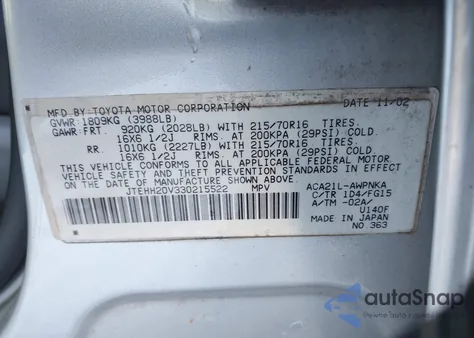 MFD BY TOYOTA MOTOR CORPORATION DATE 11/02
GVWR: 1809KG (3988LB)
GAWR: FRT. 920KG (2028LB) WITH 215/70R16 TIRES.
16X6 1/2J RIMS. AT 200KPA (29PSI) COLD.
RR. 1010KG (2227LB) WITH 215/70R16 TIRES.
16X6 1/2J RIMS. AT 200KPA (29PSI) COLD.
THIS VEHICLE CONFORMS TO ALL APPLICABLE FEDERAL MOTOR
VEHICLE SAFETY STANDARDS IN EFFECT ON THE DATE OF
MANUFACTURE SHOWN ABOVE.
JTEHH20V330215522 MPV
ACA21L-AWPNKA
C/TR 1D4/FG15
A/TM -02A/
U140F
MADE IN JAPAN
NO.363
autoSnap